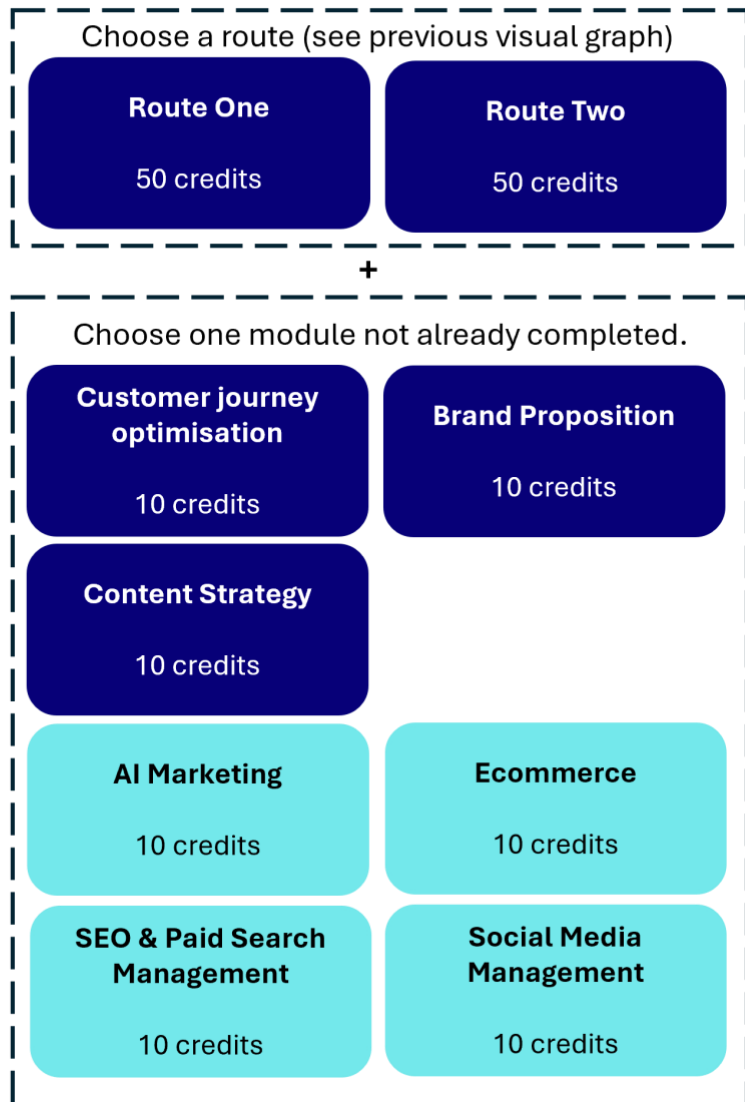 Choose a route (see previous visual graph)
Route One
50 credits
Route Two
50 credits
+
Choose one module not already completed.
Customer journey
optimisation
10 credits
Brand Proposition
10 credits
Content Strategy
10 credits
AI Marketing
10 credits
Ecommerce
10 credits
SEO & Paid Search
Management
10 credits
Social Media
Management
10 credits